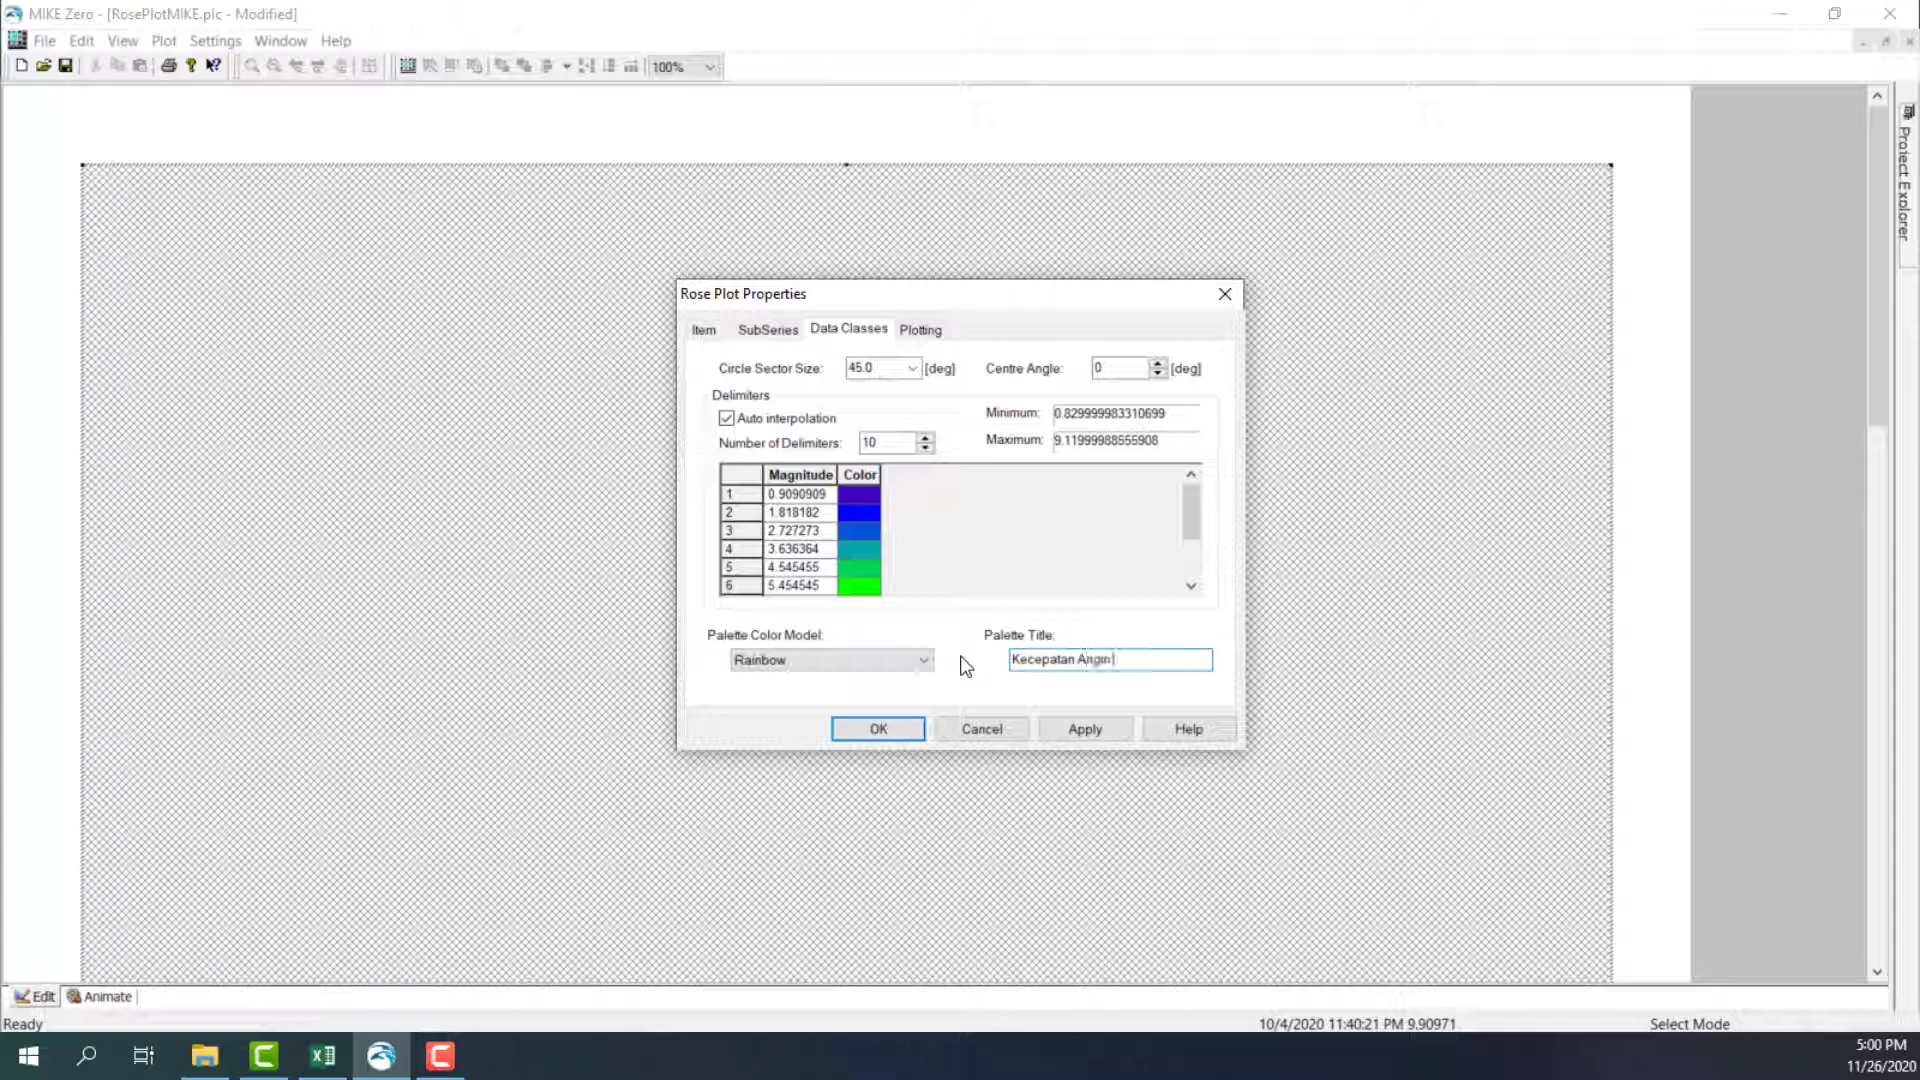 MIKE Zero - [RosePlotMIKE.plc - Modified]
File Edit View Plot Settings Window Help
100%
Project Explorer
Rose Plot Properties
Item SubSeries Data Classes Plotting
Circle Sector Size: 45.0 [deg] Centre Angle: 0 [deg]
Delimiters
Auto interpolation Minimum: 0.829999983310699
Number of Delimiters: 10 Maximum: 9.11999988555908
Magnitude Color
1 0.9090909
2 1.818182
3 2.727273
4 3.636364
5 4.545455
6 5.454545
Palette Color Model: Palette Title:
Rainbow Kecepatan Angin
OK Cancel Apply Help
Edit Animate
Ready 10/4/2020 11:40:21 PM 9.90971 Select Mode
5:00 PM
11/26/2020